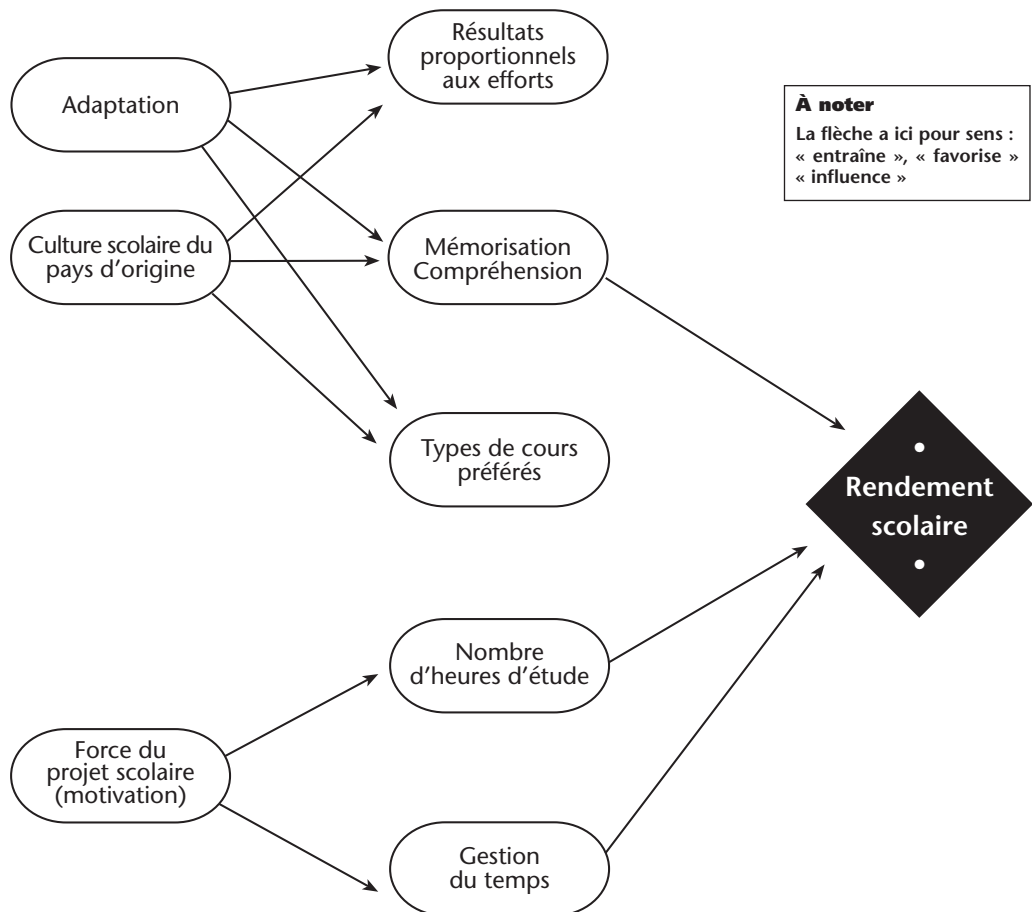 Résultats
proportionnels
aux efforts
Adaptation
À noter
La flèche a ici pour sens :
« entraîne », « favorise »
« influence »
Culture scolaire du
pays d'origine
Mémorisation
Compréhension
Types de cours
préférés
Rendement
scolaire
Nombre
d'heures d'étude
Force du
projet scolaire
(motivation)
Gestion
du temps